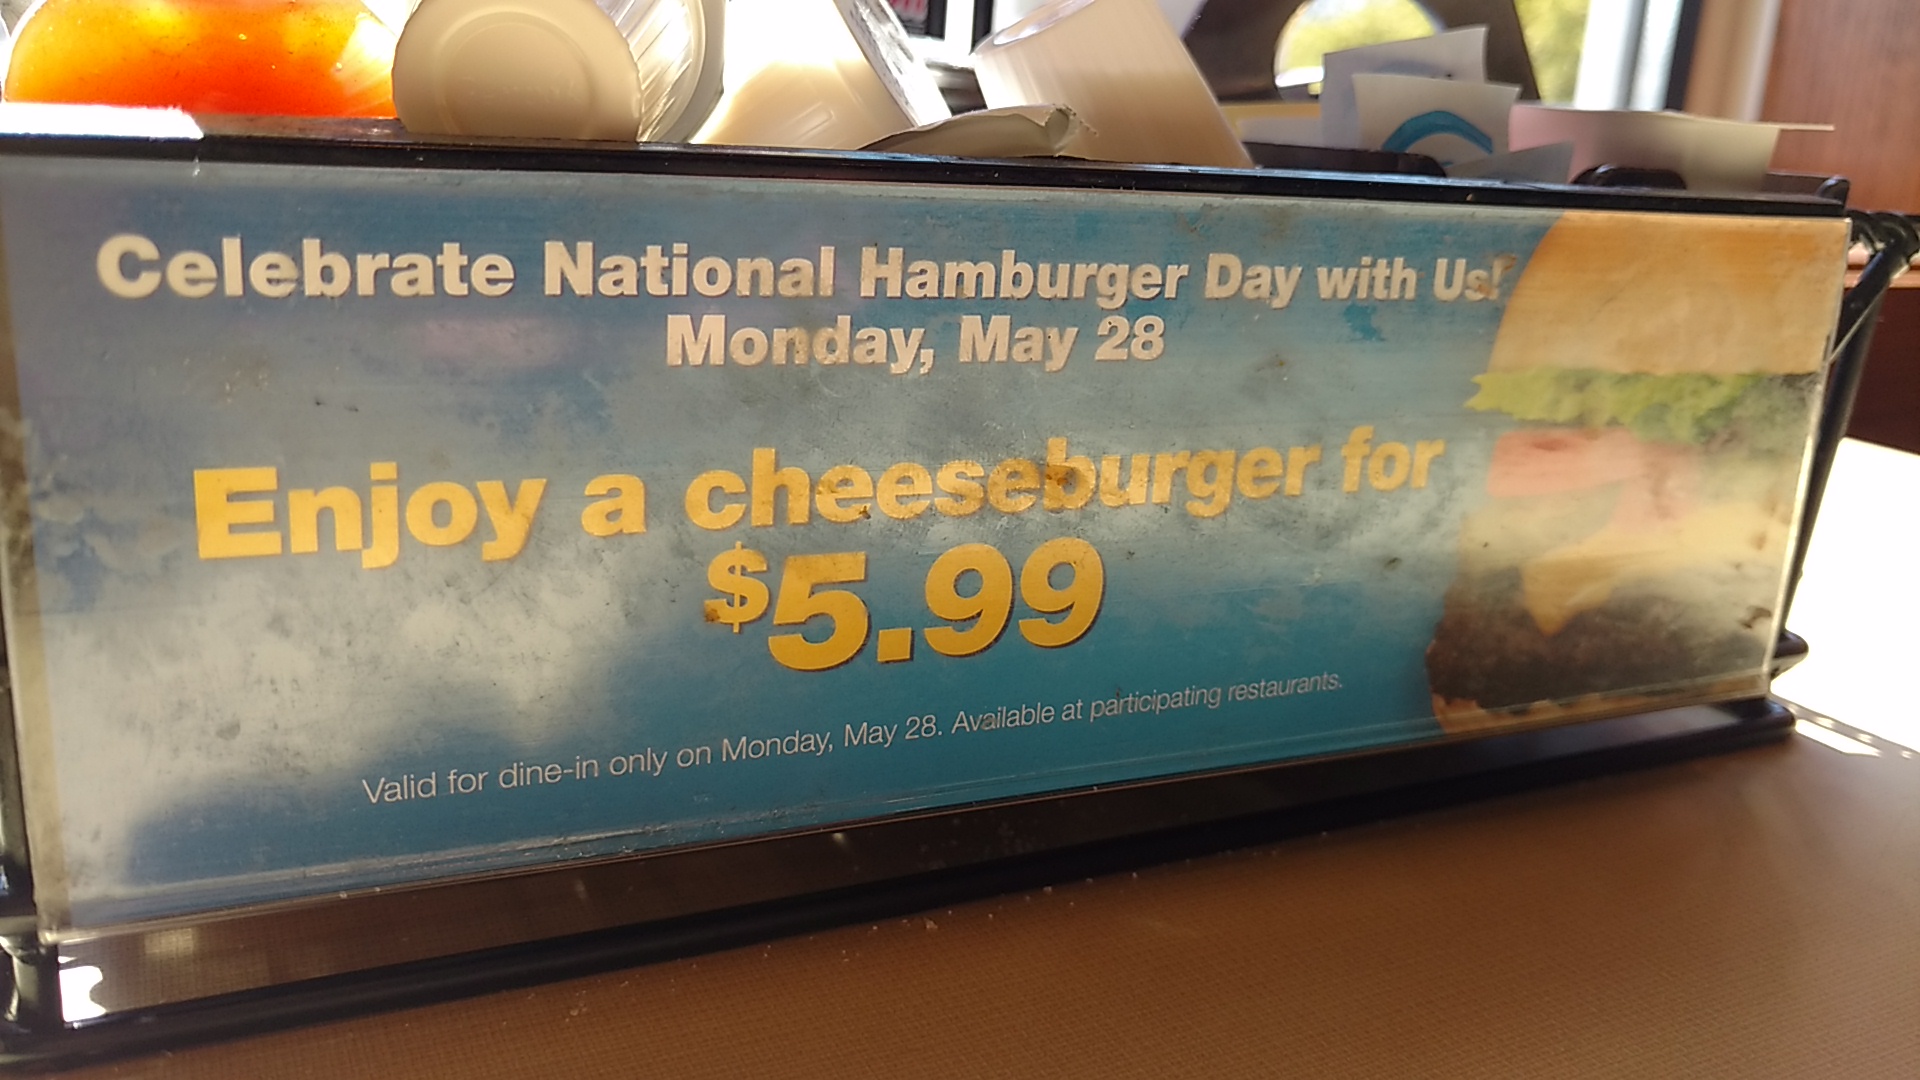 Celebrate National Hamburger Day with Us!
Monday, May 28
Enjoy a cheeseburger for
$5.99
Valid for dine-in only on Monday, May 28. Available at participating restaurants.